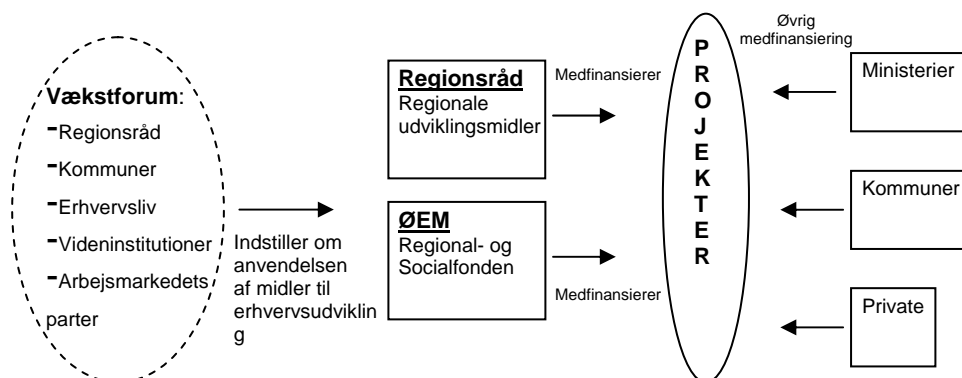 Vækstforum:
-Regionsråd
-Kommuner
-Erhvervsliv
-Videninstitutioner
-Arbejsmarkedets
parter
Indstiller om
anvendelsen
af midler til
erhvervsudviklin
g
Regionsråd
Regionale
udviklingsmidler
ØEM
Regional- og
Socialfonden
Medfinansierer
Medfinansierer
P
R
O
J
E
K
T
E
R
Øvrig
medfinansiering
Ministerier
Kommuner
Private